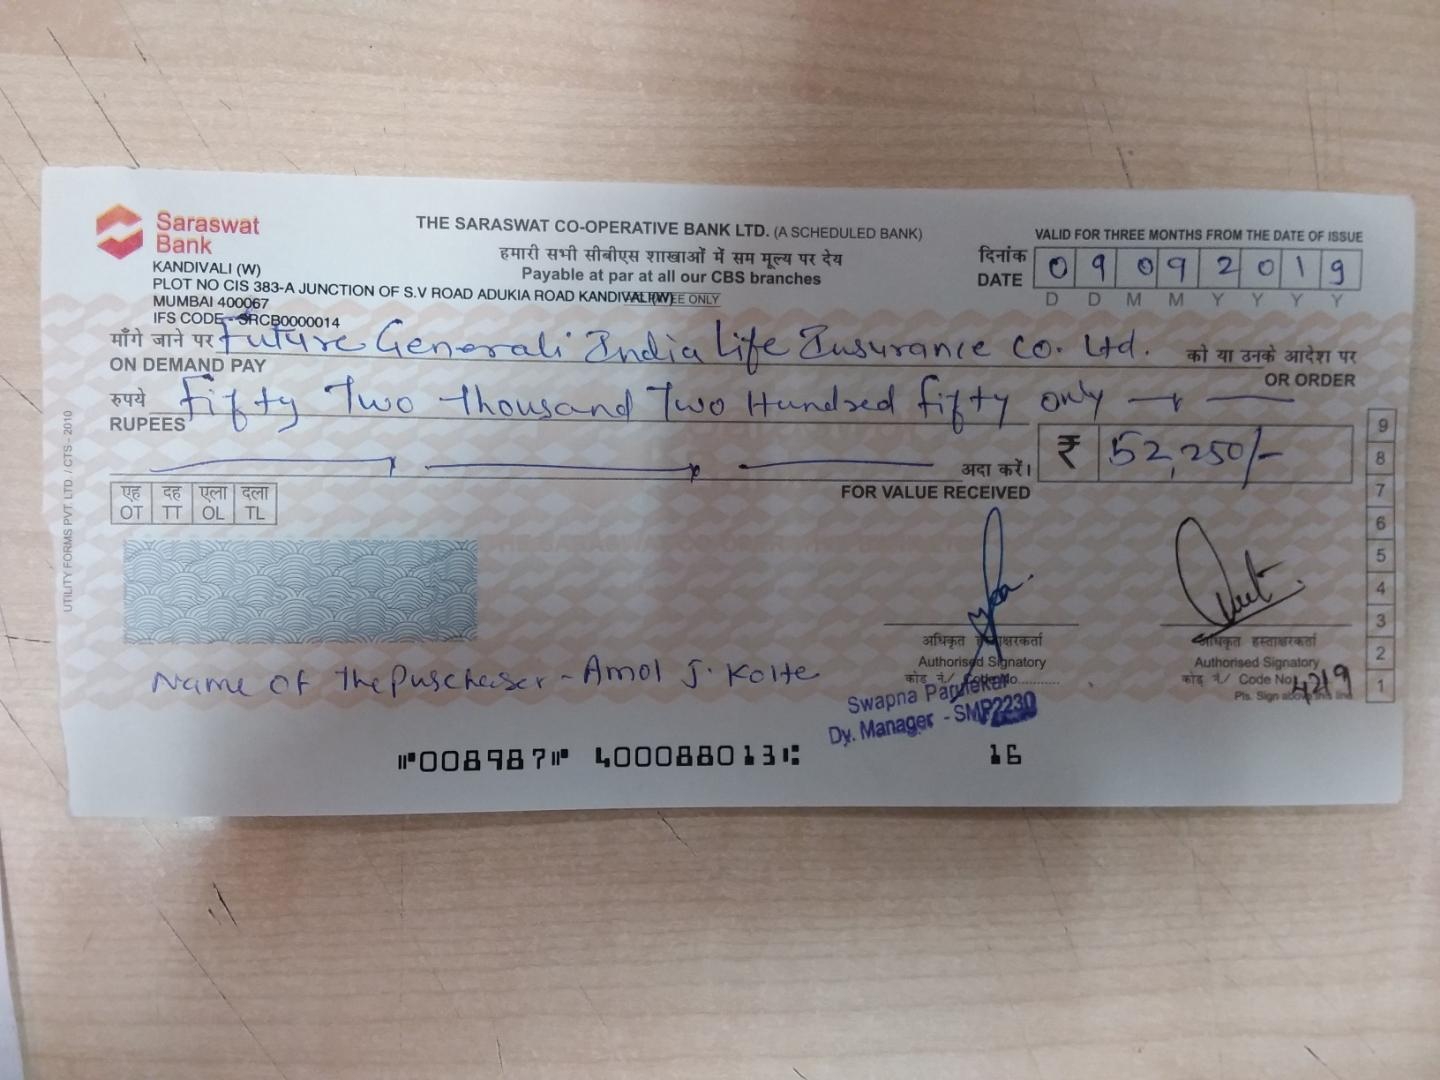 Saraswat
Bank
THE SARASWAT CO-OPERATIVE BANK LTD. (A SCHEDULED BANK)
हमारी सभी सीबीएस शाखाओं में सम मूल्य पर देय
Payable at par at all our CBS branches
VALID FOR THREE MONTHS FROM THE DATE OF ISSUE
दिनांक
DATE 0 9 0 9 2 0 1 9
D D M M Y Y Y Y
KANDIVALI (W)
PLOT NO CIS 383-A JUNCTION OF S.V ROAD ADUKIA ROAD KANDIVALI(W)
MUMBAI 400067
IFS CODE - SRCB0000014
माँगे जाने पर Future Generali India Life Insurance Co. Ltd. को या उनके आदेश पर
ON DEMAND PAY OR ORDER
रुपये Fifty Two Thousand Two Hundred fifty only
RUPEES
अदा करें। ₹ 52,250/-
FOR VALUE RECEIVED
एह दह एला दला
OT TT OL TL
UTILITY FORMS PVT. LTD. / CTS - 2010
9
8
7
6
5
4
3
2
1
अधिकृत हस्ताक्षरकर्ता
Authorised Signatory
कोड नं./ Code No.
अधिकृत हस्ताक्षरकर्ता
Authorised Signatory
कोड नं./ Code No. 4219
Pls. Sign above this line
Name of the Puschaser - Amol J. Kolte
Swapna
Dy. Manager - SMP2230
008987 400088013 16